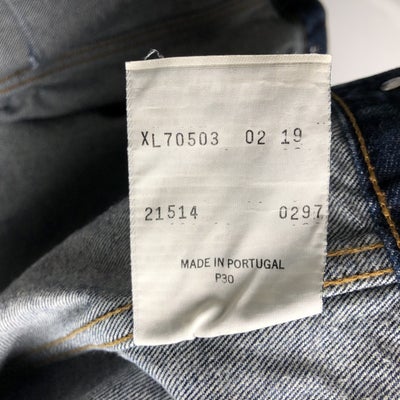 XL70503 02 19
21514 0297
MADE IN PORTUGAL
P30